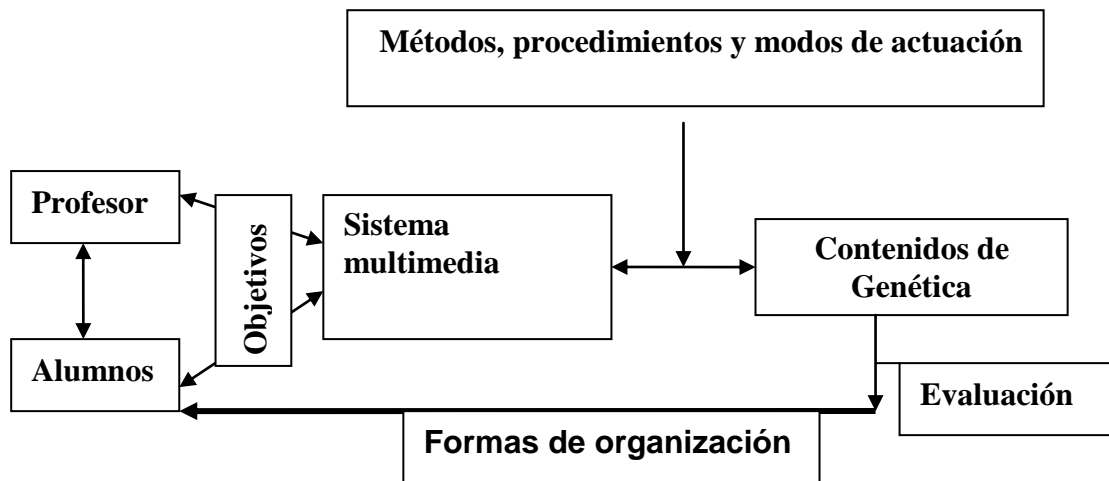 Métodos, procedimientos y modos de actuación
Profesor
Objetivos
Sistema
multimedia
Contenidos de
Genética
Alumnos
Evaluación
Formas de organización